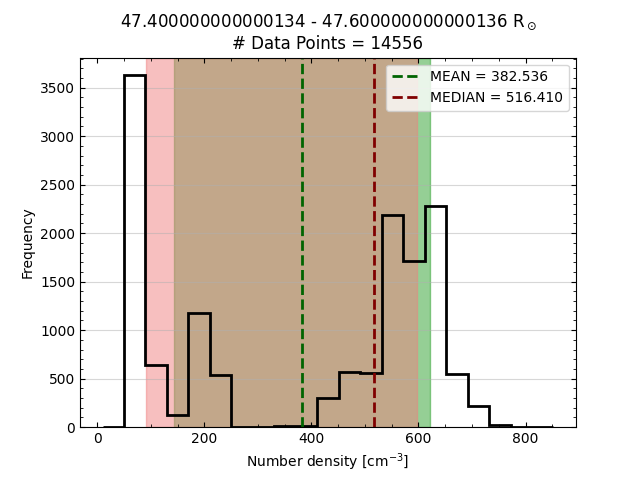 47.400000000000134 - 47.600000000000136 R⊙
# Data Points = 14556
MEAN = 382.536
MEDIAN = 516.410
Frequency
3500
3000
2500
2000
1500
1000
500
0
0 200 400 600 800
Number density [cm⁻³]